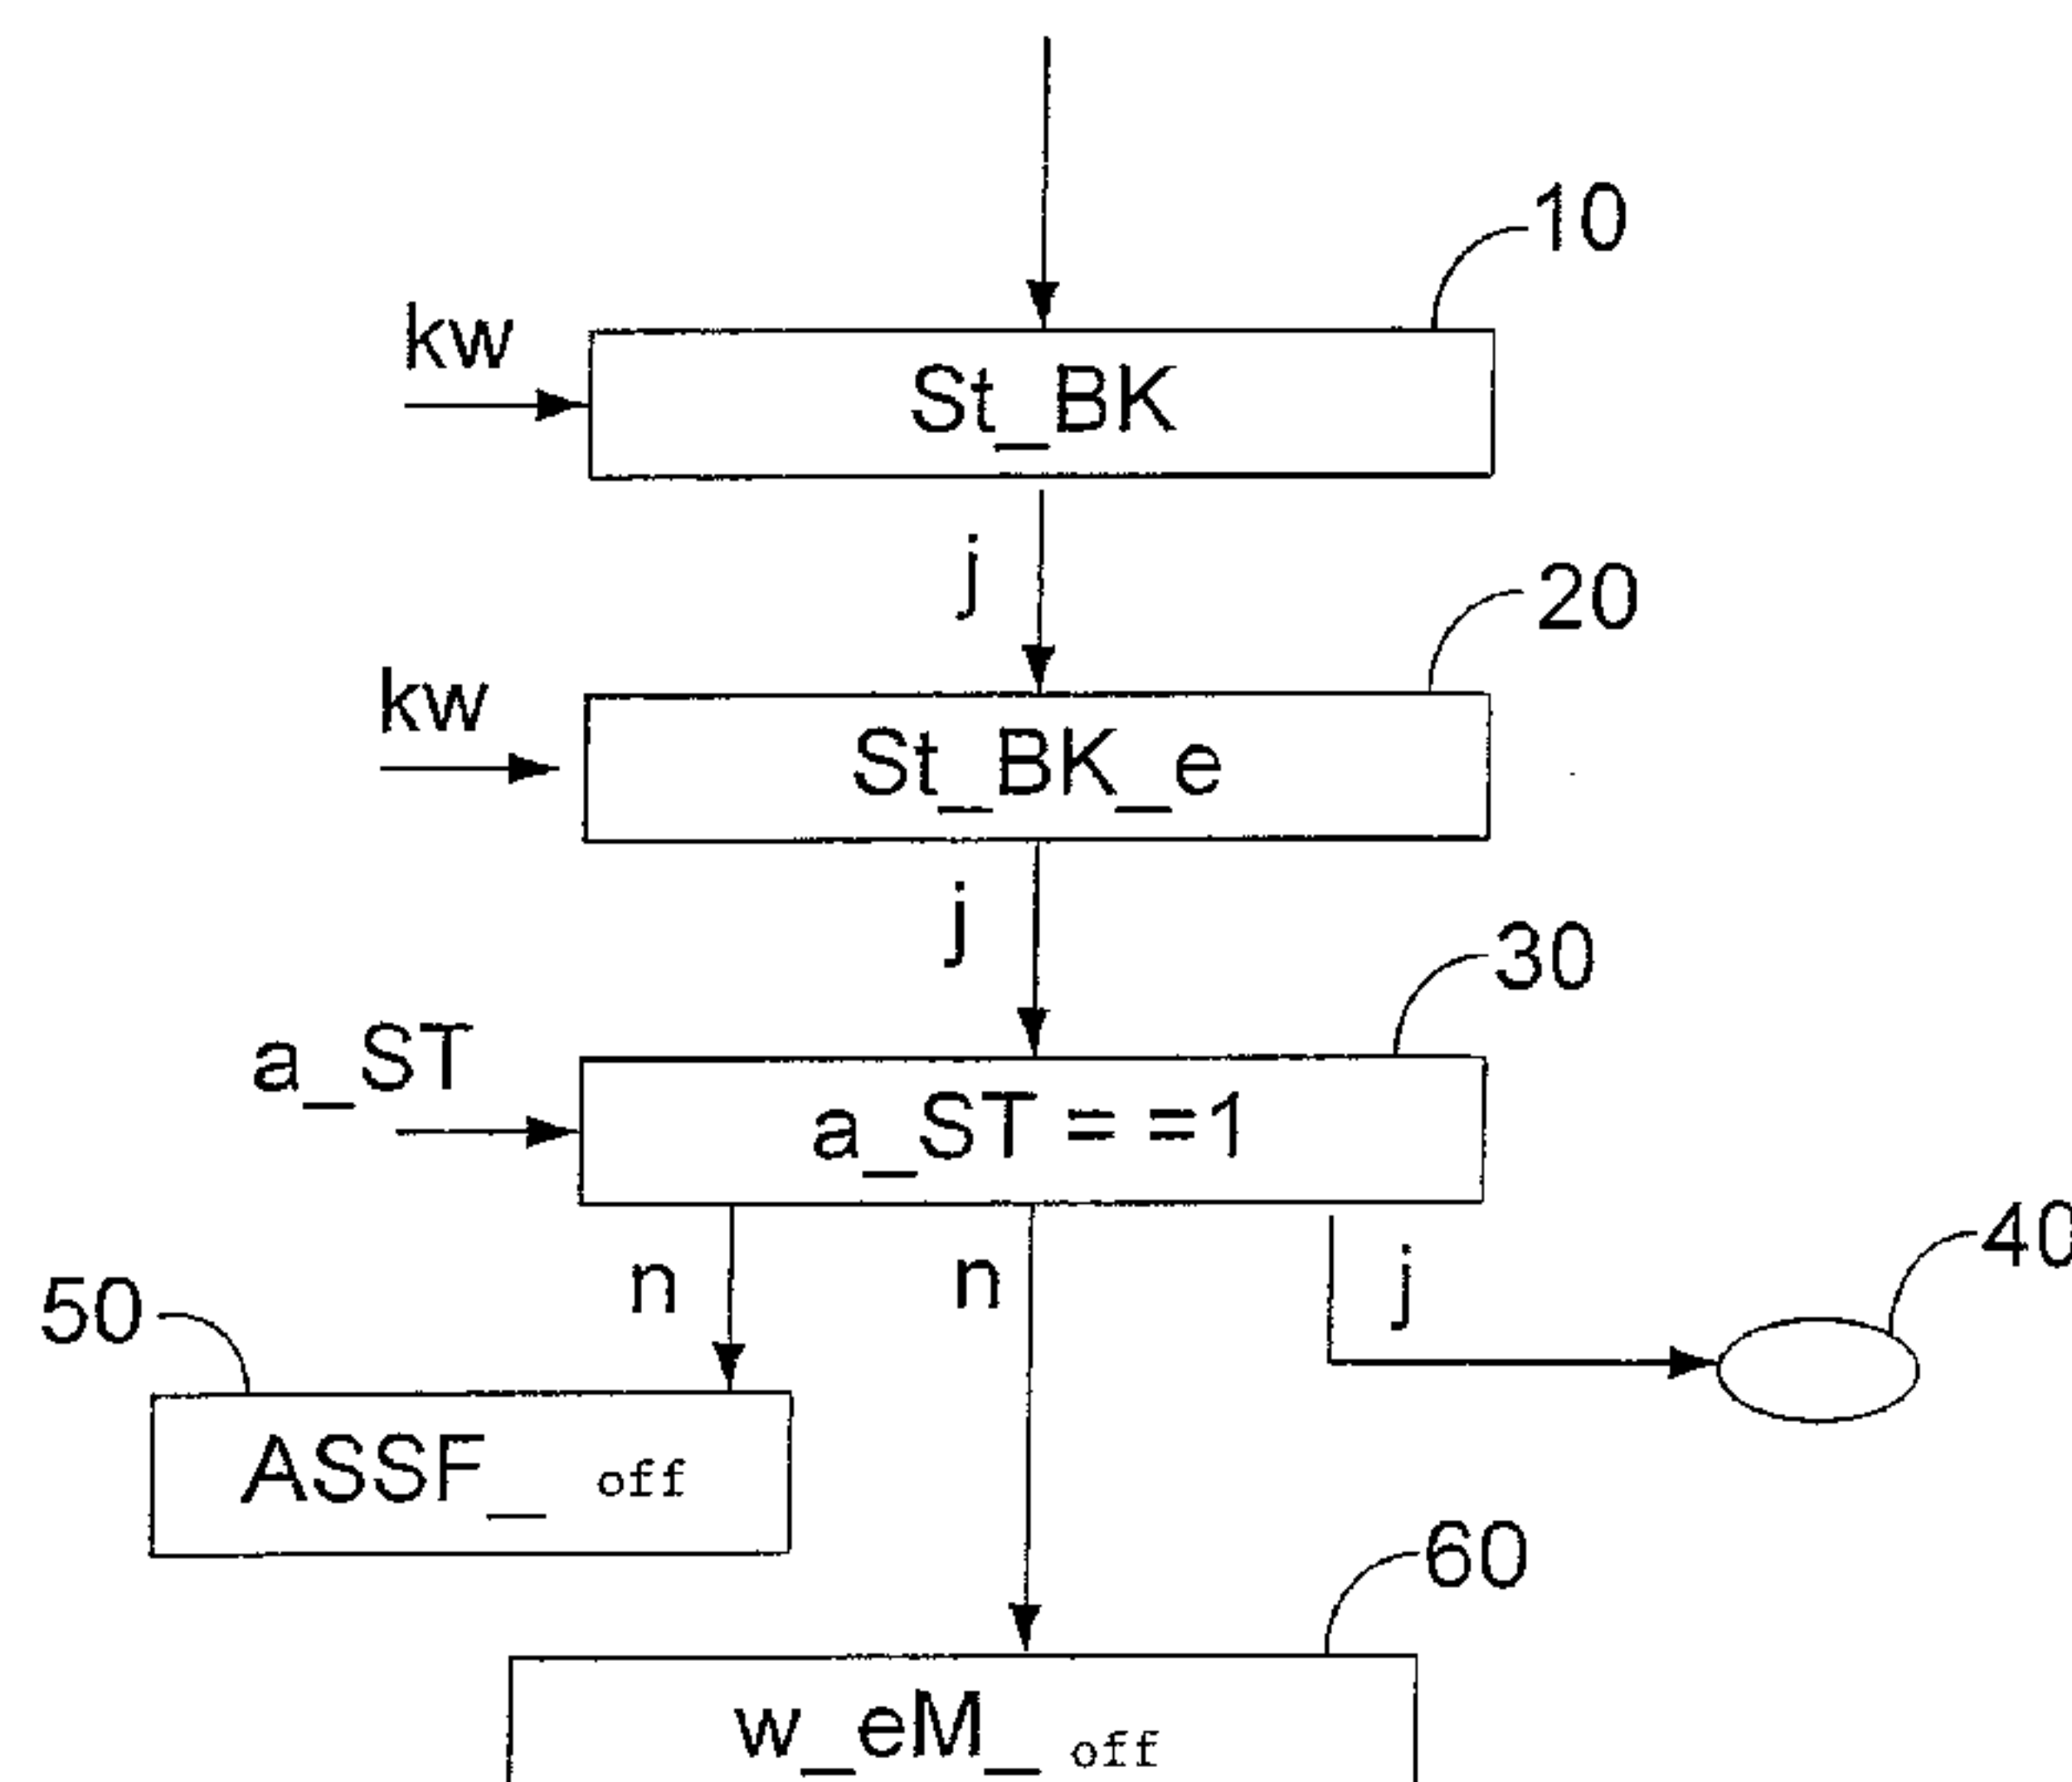 10
kw
St_BK
j
20
kw
St_BK_e
j
30
a_ST
a_ST = =1
n
n
j
40
50
ASSF_ off
60
w_eM_ off